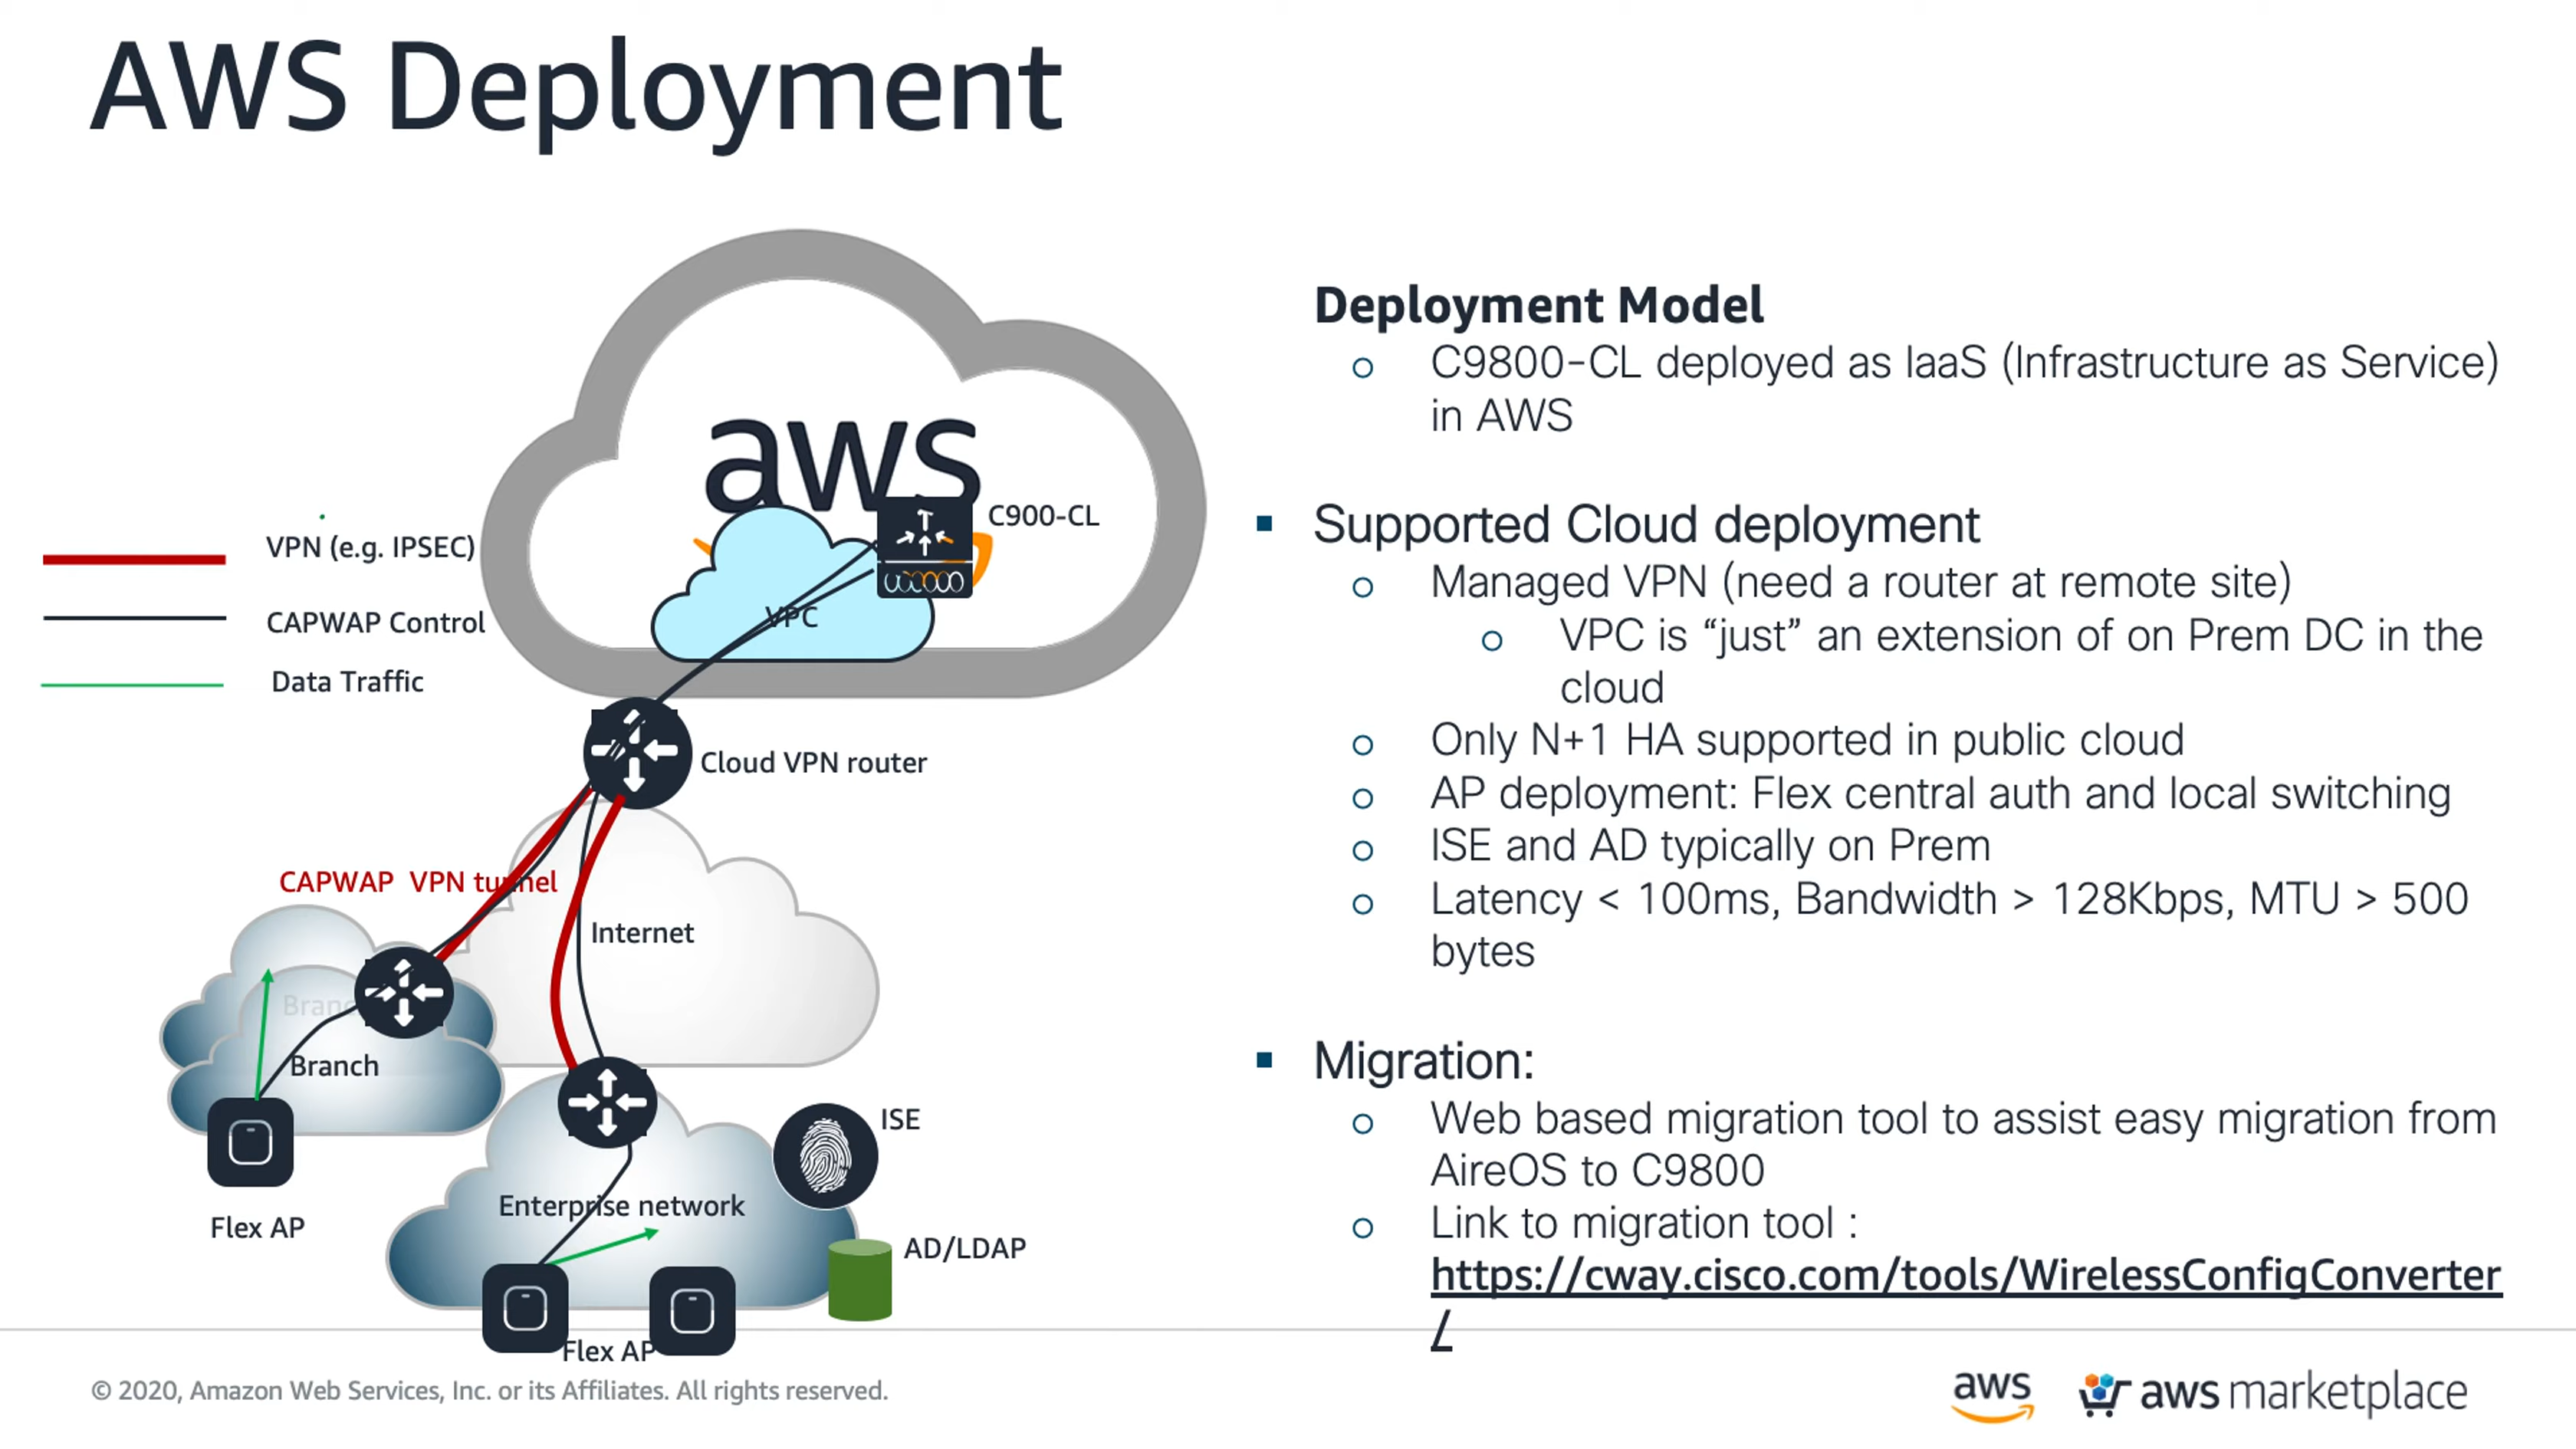 AWS Deployment
aws
C900-CL
VPC
VPN (e.g. IPSEC)
CAPWAP Control
Data Traffic
Cloud VPN router
CAPWAP VPN tunnel
Internet
Branch
Branch
Flex AP
ISE
Enterprise network
AD/LDAP
Flex AP
Deployment Model
C9800-CL deployed as IaaS (Infrastructure as Service)
in AWS
Supported Cloud deployment
Managed VPN (need a router at remote site)
VPC is “just” an extension of on Prem DC in the
cloud
Only N+1 HA supported in public cloud
AP deployment: Flex central auth and local switching
ISE and AD typically on Prem
Latency < 100ms, Bandwidth > 128Kbps, MTU > 500
bytes
Migration:
Web based migration tool to assist easy migration from
AireOS to C9800
Link to migration tool :
https://cway.cisco.com/tools/WirelessConfigConverter
/
© 2020, Amazon Web Services, Inc. or its Affiliates. All rights reserved.
aws
aws marketplace